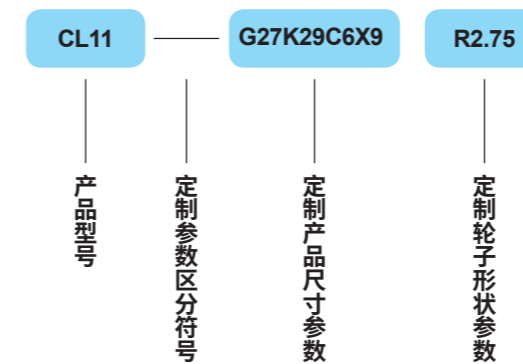 CL11
G27K29C6X9
R2.75
产品型号
定制参数区分符号
定制产品尺寸参数
定制轮子形状参数